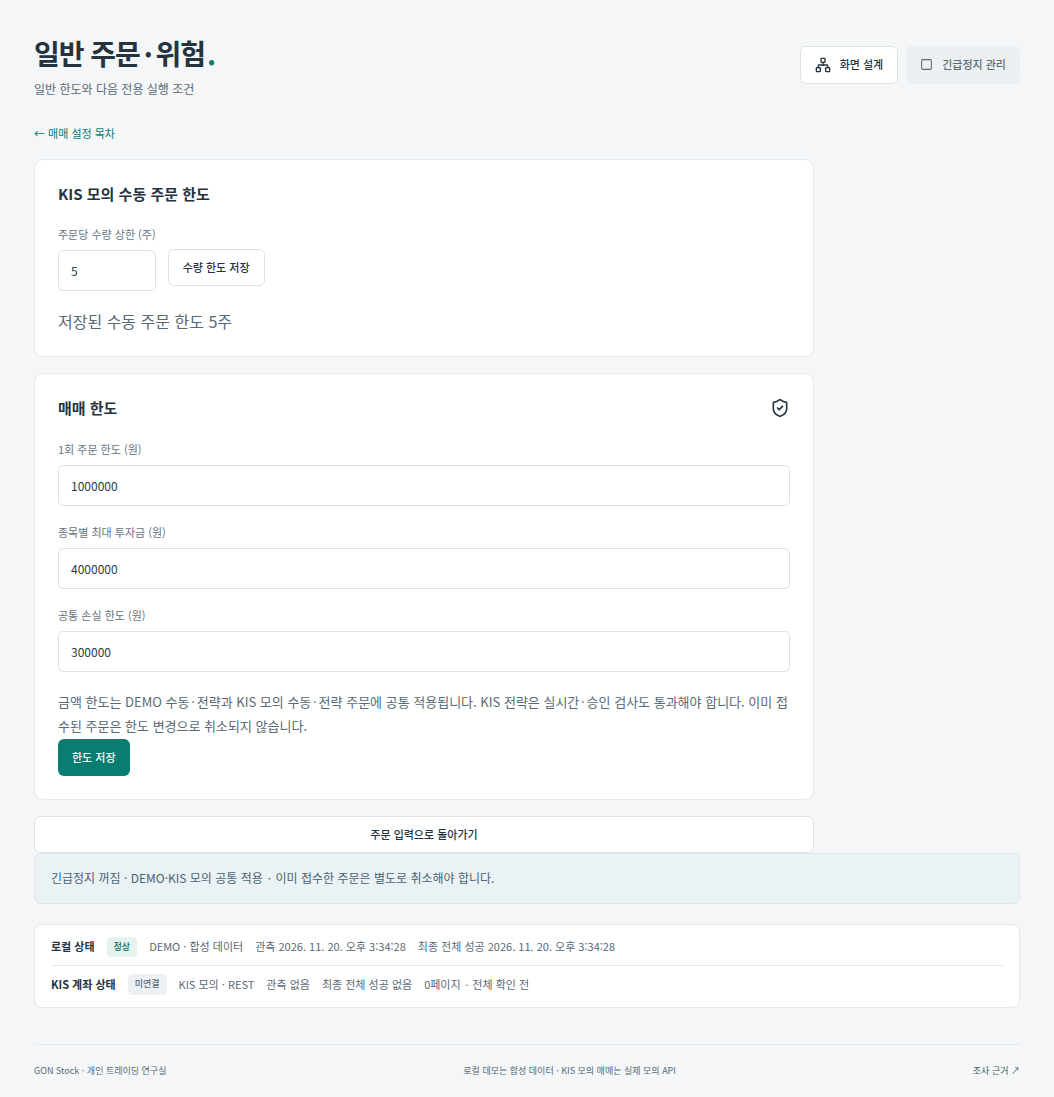 일반 주문·위험.
일반 한도와 다음 전용 실행 조건
화면 설계
긴급정지 관리
← 매매 설정 목차
KIS 모의 수동 주문 한도
주문당 수량 상한 (주)
5
수량 한도 저장
저장된 수동 주문 한도 5주
매매 한도
1회 주문 한도 (원)
1000000
종목별 최대 투자금 (원)
4000000
공통 손실 한도 (원)
300000
금액 한도는 DEMO 수동·전략과 KIS 모의 수동·전략 주문에 공통 적용됩니다. KIS 전략은 실시간·승인 검사도 통과해야 합니다. 이미 접
수된 주문은 한도 변경으로 취소되지 않습니다.
한도 저장
주문 입력으로 돌아가기
긴급정지 꺼짐 · DEMO·KIS 모의 공통 적용 · 이미 접수한 주문은 별도로 취소해야 합니다.
로컬 상태 정상 DEMO · 합성 데이터 관측 2026. 11. 20. 오후 3:34:28 최종 전체 성공 2026. 11. 20. 오후 3:34:28
KIS 계좌 상태 미연결 KIS 모의 · REST 관측 없음 최종 전체 성공 없음 0페이지 · 전체 확인 전
GON Stock · 개인 트레이딩 연구실
로컬 데모는 합성 데이터 · KIS 모의 매매는 실제 모의 API
조사 근거 ↗